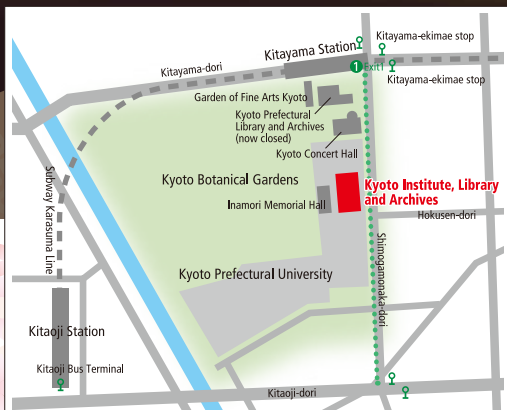 Kitayama-ekimae stop
Kitayama Station
1 Exit1
Kitayama-dori
Kitayama-ekimae stop
Garden of Fine Arts Kyoto
Kyoto Prefectural
Library and Archives
(now closed)
Kyoto Concert Hall
Kyoto Botanical Gardens
Kyoto Institute, Library
and Archives
Inamori Memorial Hall
Hokusen-dori
Subway Karasuma Line
Shimogamonaka-dori
Kyoto Prefectural University
Kitaoji Station
Kitaoji Bus Terminal
Kitaoji-dori